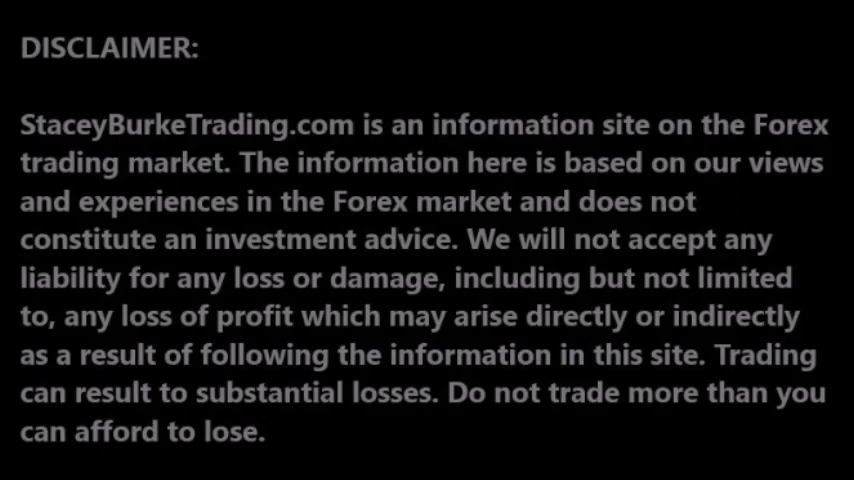 DISCLAIMER:
StaceyBurkeTrading.com is an information site on the Forex
trading market. The information here is based on our views
and experiences in the Forex market and does not
constitute an investment advice. We will not accept any
liability for any loss or damage, including but not limited
to, any loss of profit which may arise directly or indirectly
as a result of following the information in this site. Trading
can result to substantial losses. Do not trade more than you
can afford to lose.